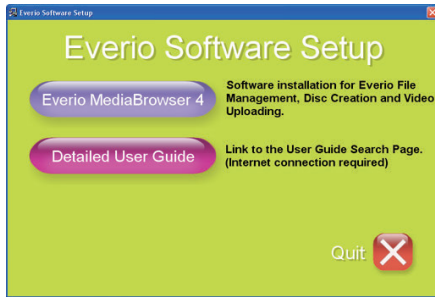 Everio Software Setup
Everio Software Setup
Everio MediaBrowser 4
Software installation for Everio File
Management, Disc Creation and Video
Uploading.
Detailed User Guide
Link to the User Guide Search Page.
(Internet connection required)
Quit